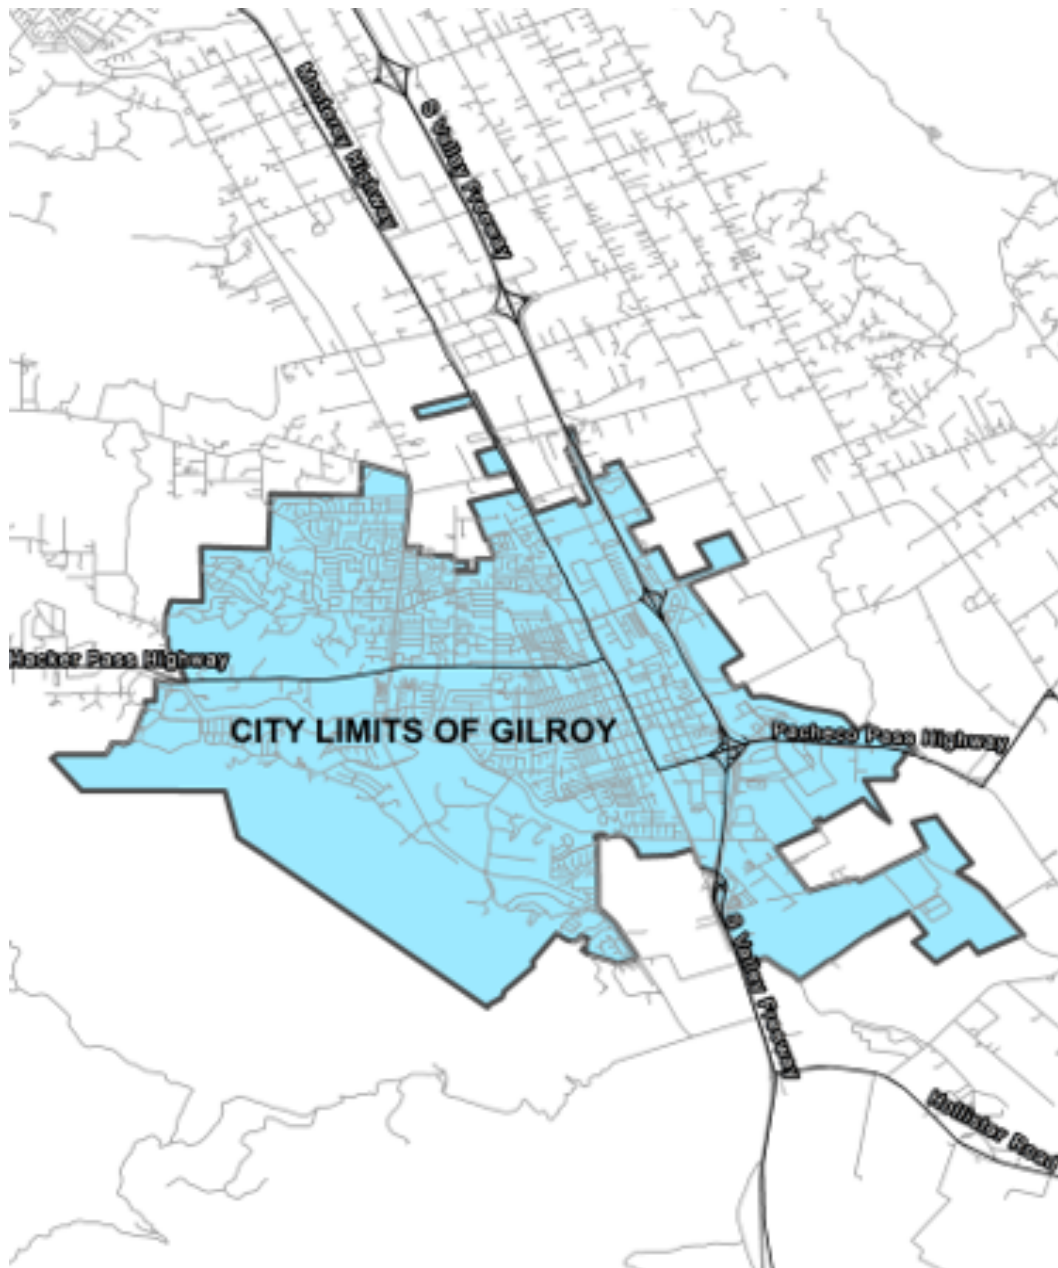 Monterey Highway
S Valley Freeway
Hecker Pass Highway
CITY LIMITS OF GILROY
Pacheco Pass Highway
S Valley Freeway
Hollister Road